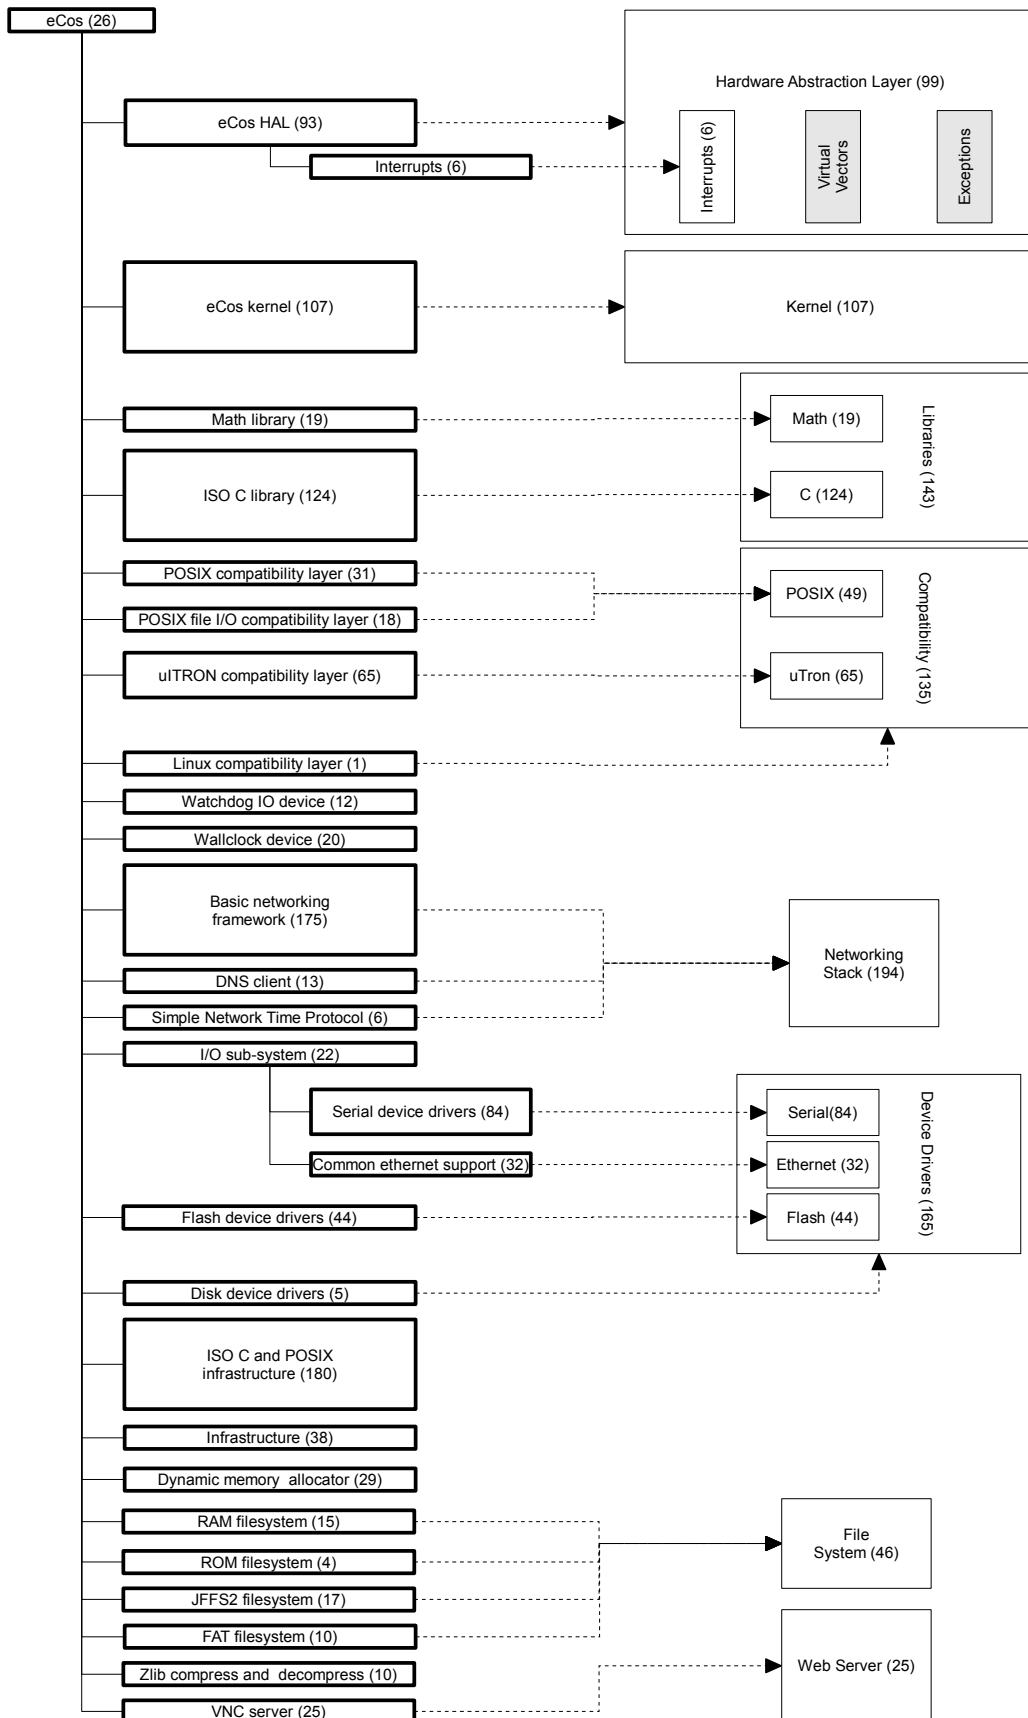 eCos (26)
Hardware Abstraction Layer (99)
eCos HAL (93)
Interrupts (6)
Interrupts (6)
Virtual
Vectors
Exceptions
eCos kernel (107)
Kernel (107)
Math library (19)
Math (19)
Libraries (143)
ISO C library (124)
C (124)
POSIX compatibility layer (31)
POSIX (49)
Compatibility (135)
POSIX file I/O compatibility layer (18)
uITRON compatibility layer (65)
uTron (65)
Linux compatibility layer (1)
Watchdog IO device (12)
Wallclock device (20)
Basic networking
framework (175)
Networking
Stack (194)
DNS client (13)
Simple Network Time Protocol (6)
I/O sub-system (22)
Serial device drivers (84)
Serial(84)
Device Drivers (165)
Common ethernet support (32)
Ethernet (32)
Flash device drivers (44)
Flash (44)
Disk device drivers (5)
ISO C and POSIX
infrastructure (180)
Infrastructure (38)
Dynamic memory  allocator (29)
RAM filesystem (15)
File
System (46)
ROM filesystem (4)
JFFS2 filesystem (17)
FAT filesystem (10)
Zlib compress and  decompress (10)
Web Server (25)
VNC server (25)